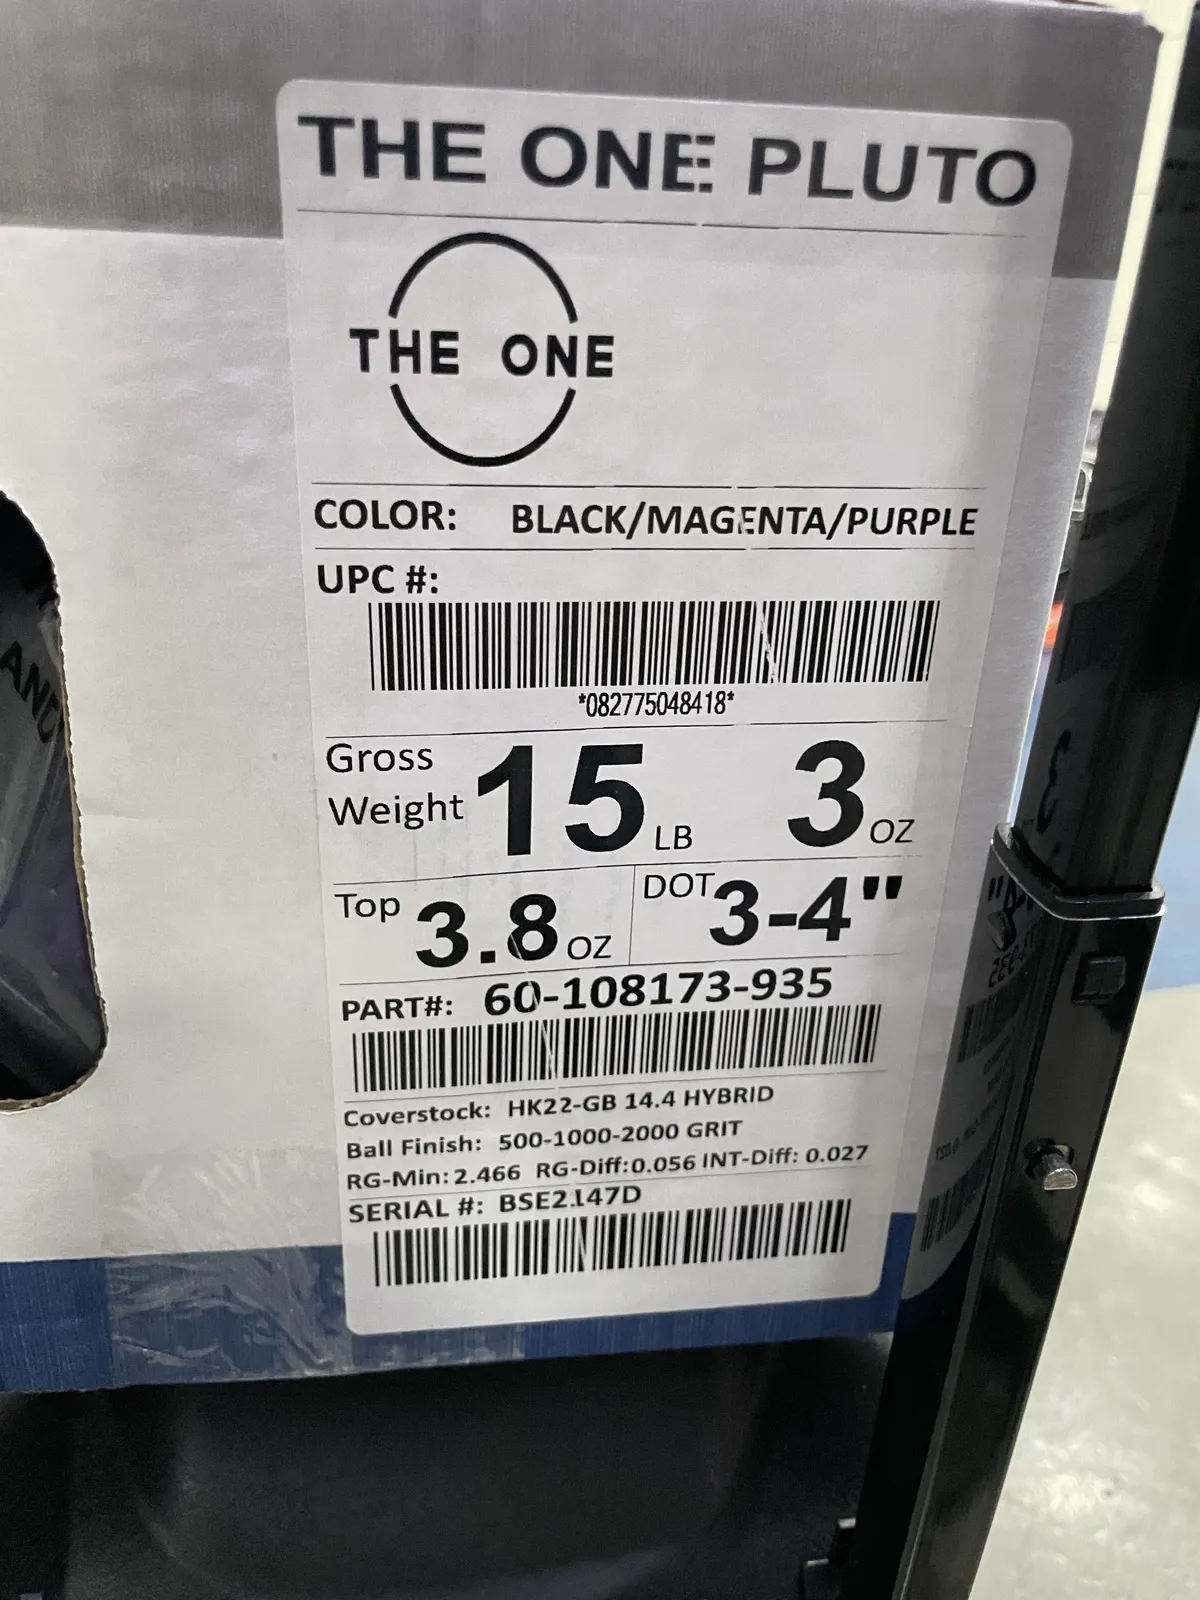 THE ONE PLUTO
THE ONE
COLOR: BLACK/MAGENTA/PURPLE
UPC #:
*082775048418*
Gross Weight 15 LB 3 OZ
Top 3.8 OZ DOT 3-4"
PART#: 60-108173-935
Coverstock: HK22-GB 14.4 HYBRID
Ball Finish: 500-1000-2000 GRIT
RG-Min: 2.466 RG-Diff:0.056 INT-Diff: 0.027
SERIAL #: BSE2147D
AND